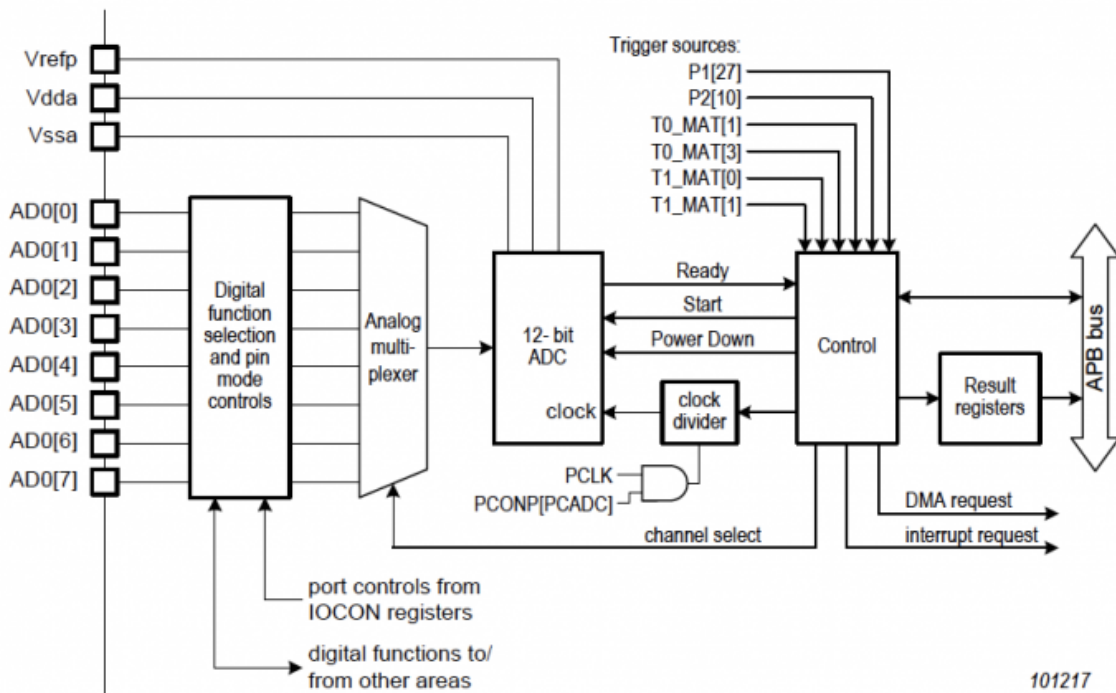 Trigger sources:
Vrefp
P1[27]
Vdda
P2[10]
Vssa
T0_MAT[1]
T0_MAT[3]
T1_MAT[0]
T1_MAT[1]
AD0[0]
AD0[1]
AD0[2]
AD0[3]
AD0[4]
AD0[5]
AD0[6]
AD0[7]
Digital
function
selection
and pin
mode
controls
Analog
multi-
plexer
12- bit
ADC
clock
Ready
Start
Power Down
clock
divider
Control
Result
registers
APB bus
PCLK
PCONP[PCADC]
DMA request
channel select
interrupt request
port controls from
IOCON registers
digital functions to/
from other areas
101217